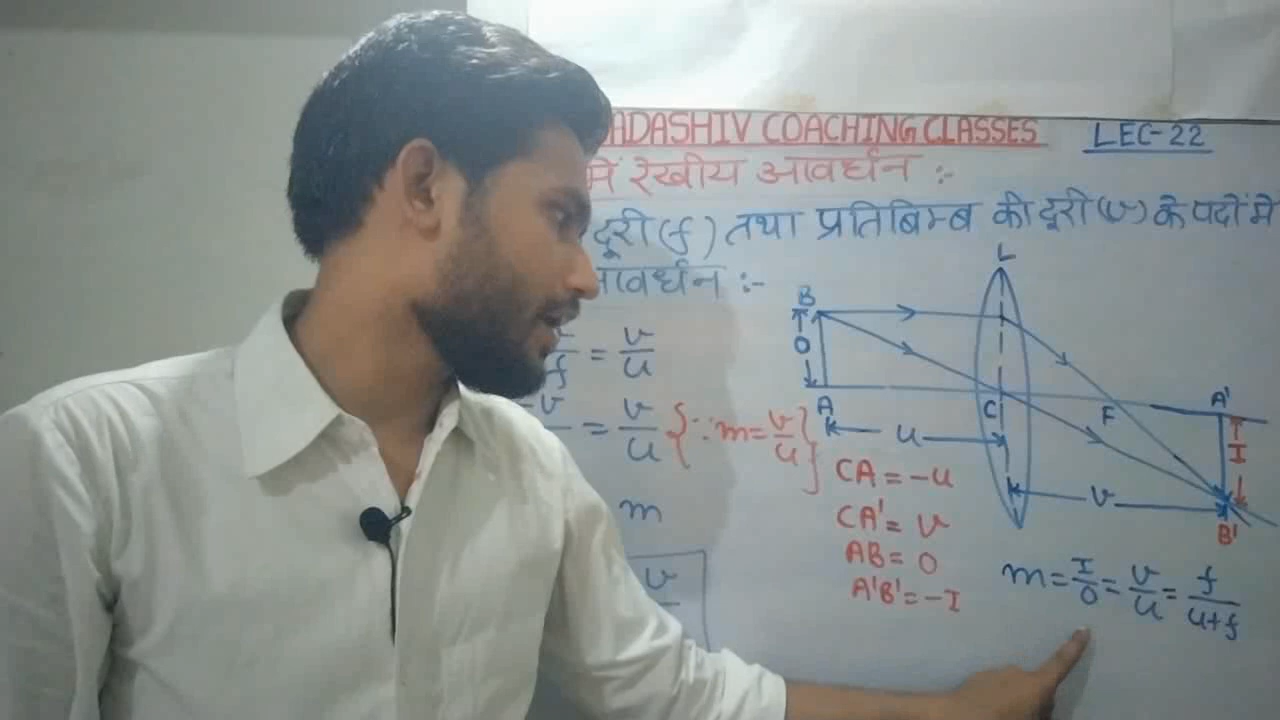 ADASHIV COACHING CLASSES LEC-22
में रेखीय आवर्धन :-
दूरी (f) तथा प्रतिबिम्ब की दूरी (v) के पदों में
आवर्धन :-
L
B
O
A
C
F
A'
I
B'
u
v
f = v/u
-v = v/u {∵ m = v/u}
m
v
CA = -u
CA' = v
AB = O
A'B' = -I
m = I/O = v/u = f/u+f